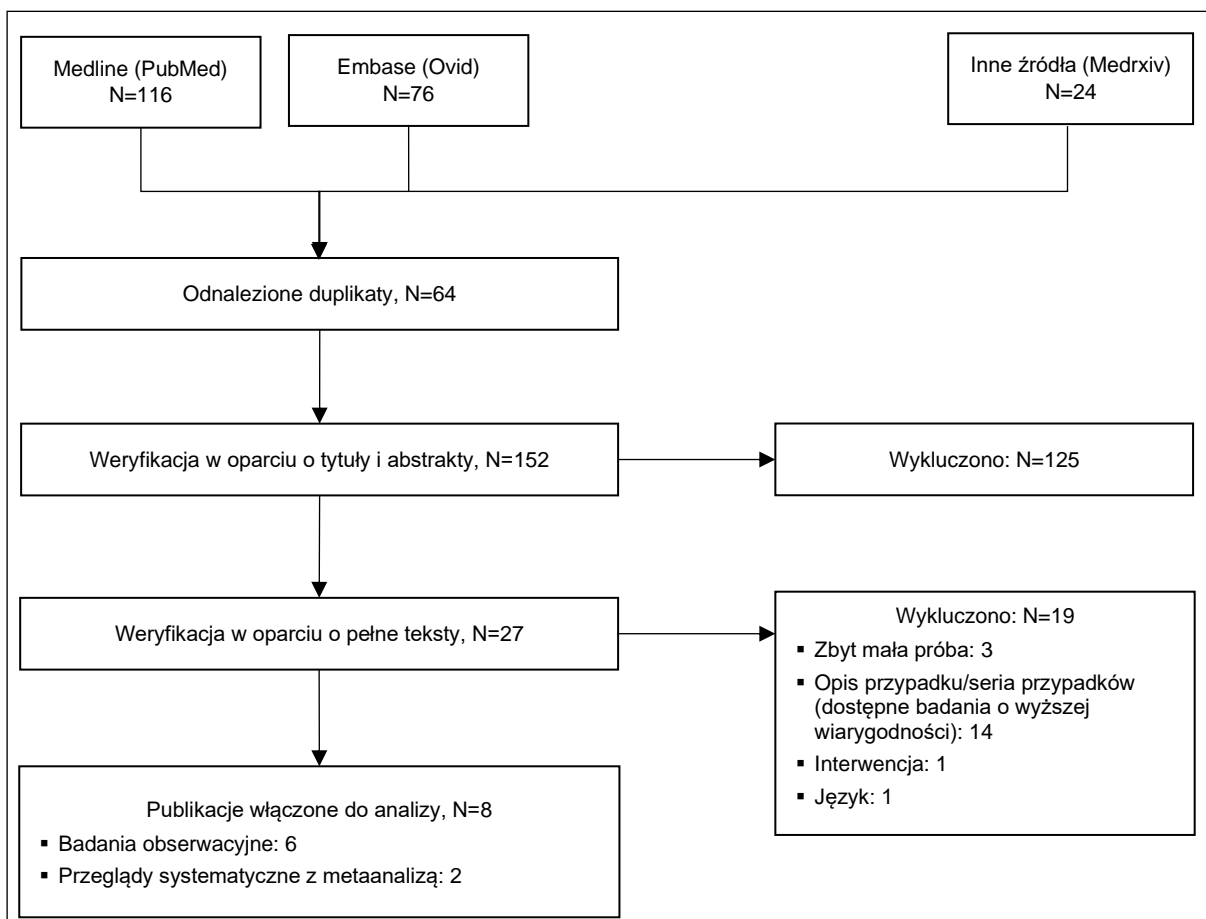 Medline (PubMed)
N=116
Embase (Ovid)
N=76
Inne źródła (Medrxiv)
N=24
Odnalezione duplikaty, N=64
Weryfikacja w oparciu o tytuły i abstrakty, N=152
Wykluczono: N=125
Weryfikacja w oparciu o pełne teksty, N=27
Wykluczono: N=19
▪ Zbyt mała próba: 3
▪ Opis przypadku/seria przypadków
(dostępne badania o wyższej
wiarygodności): 14
▪ Interwencja: 1
▪ Język: 1
Publikacje włączone do analizy, N=8
▪ Badania obserwacyjne: 6
▪ Przeglądy systematyczne z metaanalizą: 2